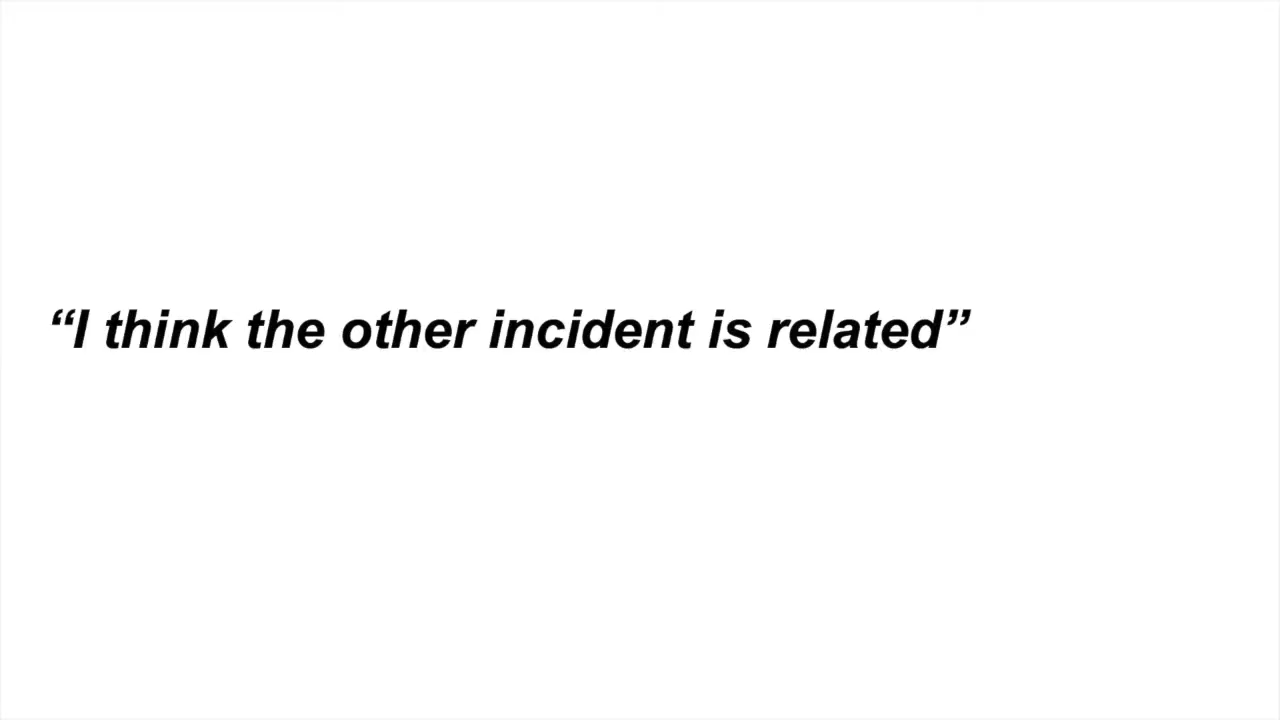 “I think the other incident is related”